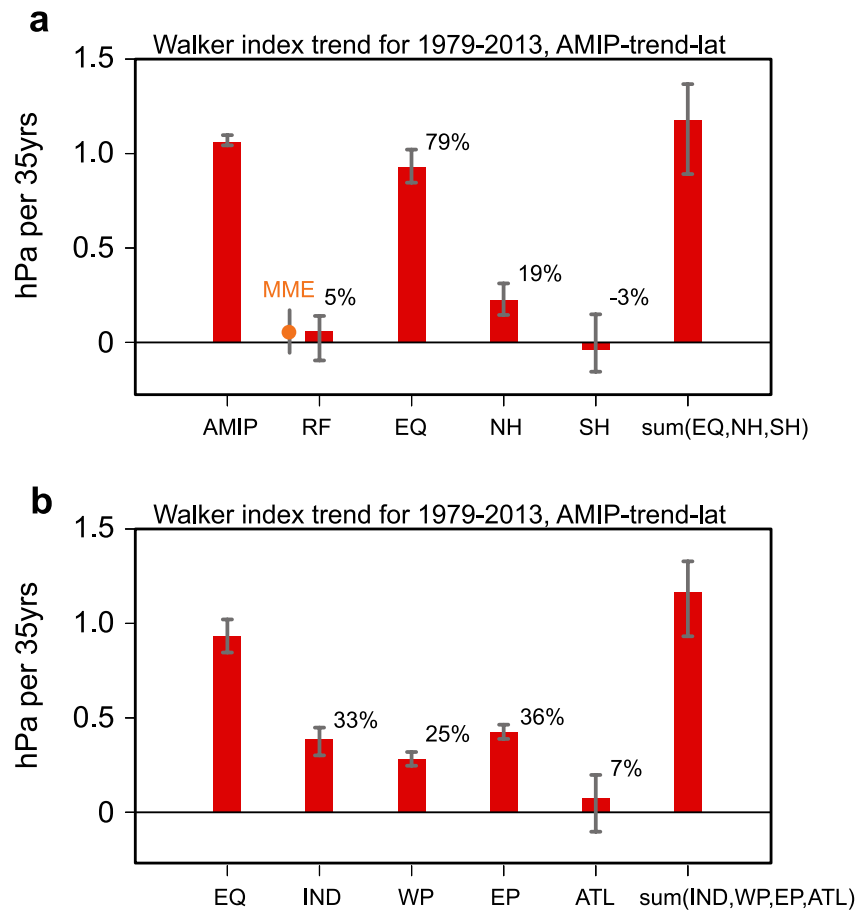 a
Walker index trend for 1979-2013, AMIP-trend-lat
hPa per 35yrs
1.5
1.0
0.5
0
MME
5%
79%
19%
-3%
AMIP RF EQ NH SH sum(EQ,NH,SH)
b
Walker index trend for 1979-2013, AMIP-trend-lat
hPa per 35yrs
1.5
1.0
0.5
0
33%
25%
36%
7%
EQ IND WP EP ATL sum(IND,WP,EP,ATL)